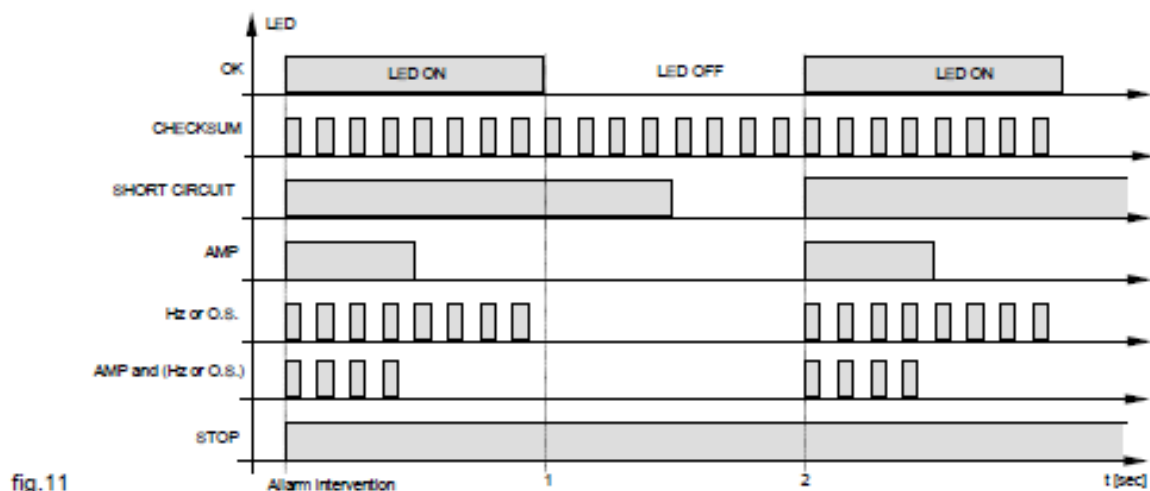 LED
OK
LED ON LED OFF LED ON
CHECKSUM
SHORT CIRCUIT
AMP
Hz or O.S.
AMP and (Hz or O.S.)
STOP
fig.11 Allarm Intervention 1 2 t [sec]